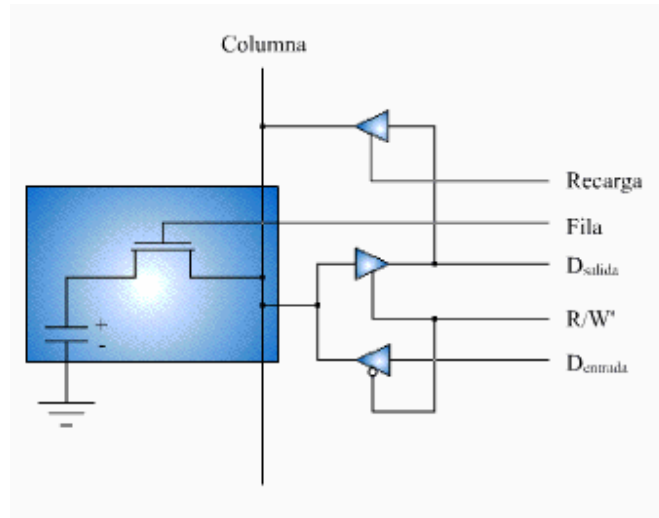 Columna
Recarga
Fila
Dsalida
R/W'
Dentrada
+
-